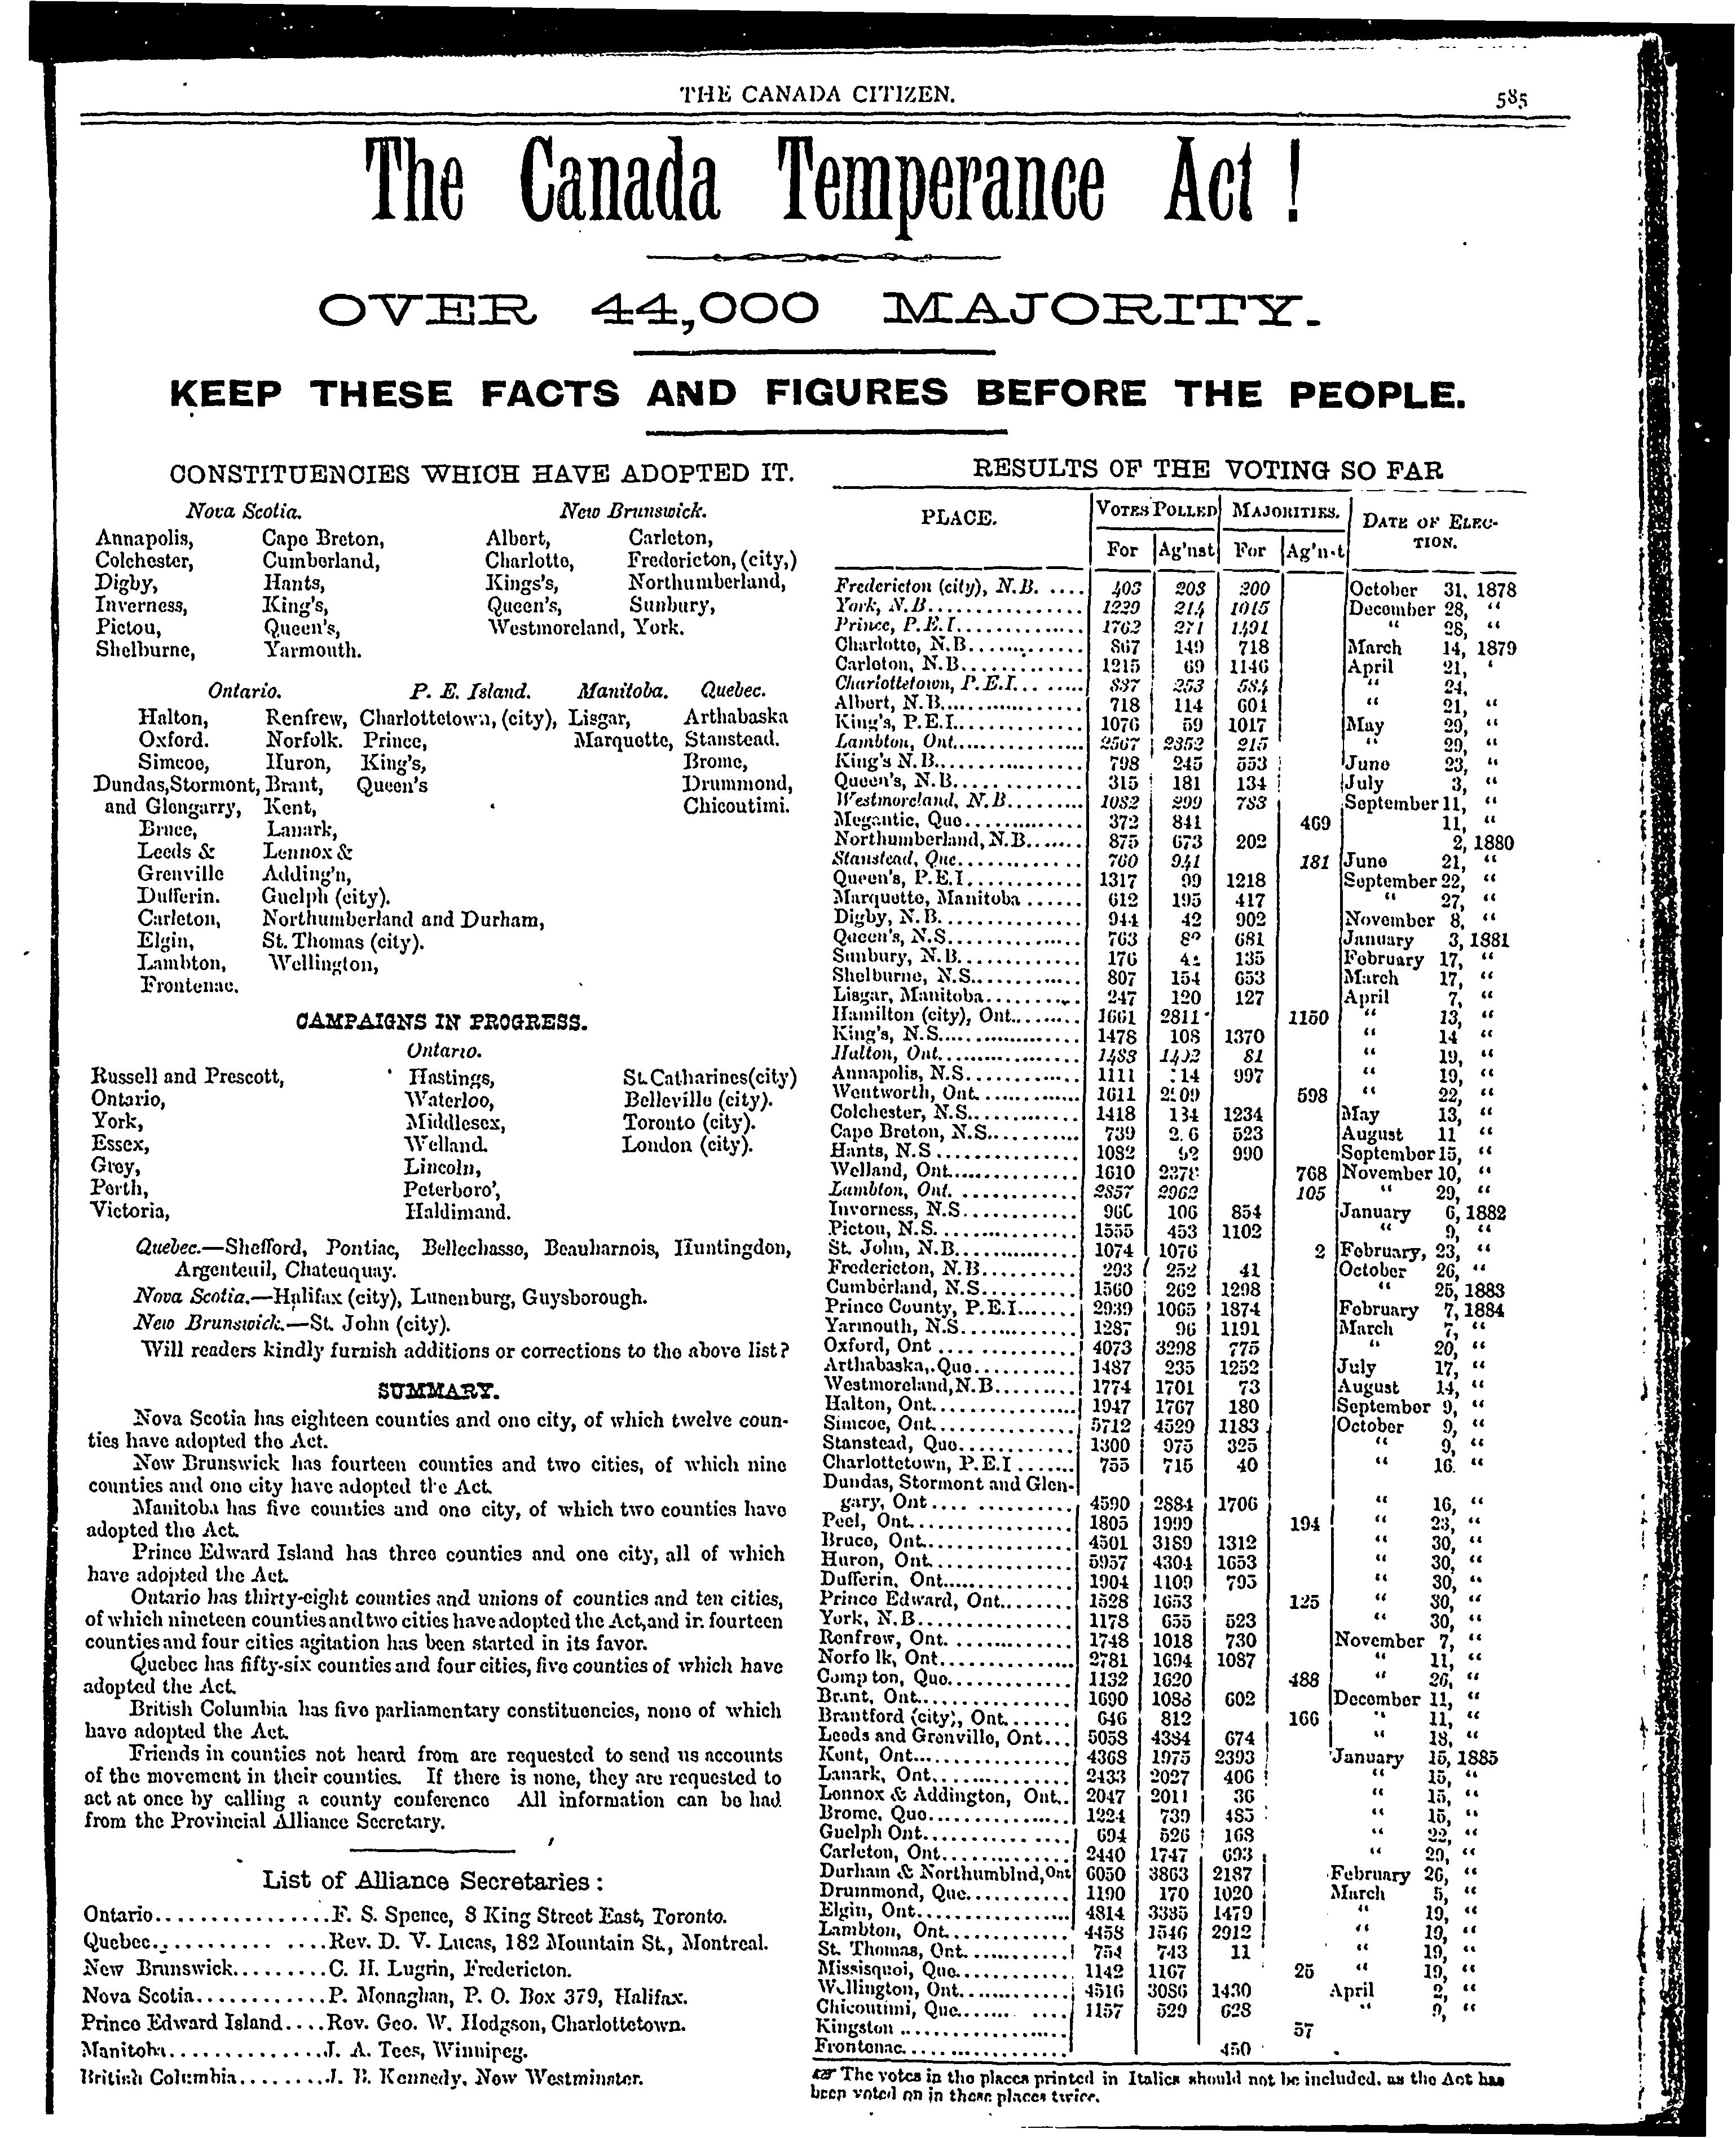 THE CANADA CITIZEN. 585
The Canada Temperance Act!
OVER 44,000 MAJORITY.
KEEP THESE FACTS AND FIGURES BEFORE THE PEOPLE.
CONSTITUENCIES WHICH HAVE ADOPTED IT.
Nova Scotia. New Brunswick.
Annapolis, Cape Breton, Albert, Carleton,
Colchester, Cumberland, Charlotte, Fredericton, (city,)
Digby, Hants, Kings's, Northumberland,
Inverness, King's, Queen's, Sunbury,
Pictou, Queen's, Westmoreland, York.
Shelburne, Yarmouth.
Ontario. P. E. Island. Manitoba. Quebec.
Halton, Renfrew, Charlottetown, (city), Lisgar, Arthabaska
Oxford. Norfolk. Prince, Marquette, Stanstead.
Simcoe, Huron, King's, Brome,
Dundas, Stormont, Brant, Queen's Drummond,
and Glengarry, Kent, Chicoutimi.
Bruce, Lanark,
Leeds & Lennox &
Grenville Adding'n,
Dufferin. Guelph (city).
Carleton, Northumberland and Durham,
Elgin, St. Thomas (city).
Lambton, Wellington,
Frontenac.
CAMPAIGNS IN PROGRESS.
Ontario.
Russell and Prescott, Hastings, St. Catharines (city)
Ontario, Waterloo, Belleville (city).
York, Middlesex, Toronto (city).
Essex, Welland. London (city).
Grey, Lincoln,
Perth, Peterboro',
Victoria, Haldimand.
Quebec.—Shefford, Pontiac, Bellechasse, Beauharnois, Huntingdon,
Argenteuil, Chateuquay.
Nova Scotia.—Halifax (city), Lunenburg, Guysborough.
New Brunswick.—St. John (city).
Will readers kindly furnish additions or corrections to the above list?
SUMMARY.
Nova Scotia has eighteen counties and one city, of which twelve coun-
ties have adopted the Act.
New Brunswick has fourteen counties and two cities, of which nine
counties and one city have adopted the Act.
Manitoba has five counties and one city, of which two counties have
adopted the Act.
Prince Edward Island has three counties and one city, all of which
have adopted the Act.
Ontario has thirty-eight counties and unions of counties and ten cities,
of which nineteen counties and two cities have adopted the Act, and in fourteen
counties and four cities agitation has been started in its favor.
Quebec has fifty-six counties and four cities, five counties of which have
adopted the Act.
British Columbia has five parliamentary constituencies, none of which
have adopted the Act.
Friends in counties not heard from are requested to send us accounts
of the movement in their counties. If there is none, they are requested to
act at once by calling a county conference All information can be had
from the Provincial Alliance Secretary.
List of Alliance Secretaries:
Ontario................F. S. Spence, 8 King Street East, Toronto.
Quebec................Rev. D. V. Lucas, 182 Mountain St., Montreal.
New Brunswick.........C. H. Lugrin, Fredericton.
Nova Scotia............P. Monaghan, P. O. Box 379, Halifax.
Prince Edward Island....Rev. Geo. W. Hodgson, Charlottetown.
Manitoba..............J. A. Tees, Winnipeg.
British Columbia........J. B. Kennedy, New Westminster.
RESULTS OF THE VOTING SO FAR
PLACE. VOTES POLLED MAJORITIES. DATE OF ELEC-
TION.
For Ag'nst For Ag'nst
Fredericton (city), N.B. .... 403 203 200 October 31, 1878
York, N.B. 1229 214 1015 December 28, "
Prince, P.E.I. 1762 271 1491 " 28, "
Charlotte, N.B. 867 149 718 March 14, 1879
Carleton, N.B. 1215 69 1146 April 21, "
Charlottetown, P.E.I. 837 253 584 " 24,
Albert, N.B. 718 114 604 " 21, "
King's, P.E.I. 1076 59 1017 May 29, "
Lambton, Ont. 2567 2352 215 " 29, "
King's N.B. 798 245 553 June 23, "
Queen's, N.B. 315 181 134 July 3, "
Westmoreland, N.B. 1082 299 783 September 11, "
Megantic, Que. 372 841 469 11, "
Northumberland, N.B. 875 673 202 2, 1880
Stanstead, Que. 760 941 181 June 21, "
Queen's, P.E.I. 1317 99 1218 September 22, "
Marquette, Manitoba 612 195 417 " 27, "
Digby, N.B. 944 42 902 November 8, "
Queen's, N.S. 763 681 January 3, 1881
Sunbury, N.B. 176 135 February 17, "
Shelburne, N.S. 807 154 653 March 17, "
Lisgar, Manitoba 247 120 127 April 7, "
Hamilton (city), Ont. 1661 2811 1150 " 13, "
King's, N.S. 1478 108 1370 " 14 "
Halton, Ont. 1483 1402 81 " 19, "
Annapolis, N.S. 1111 997 " 19, "
Wentworth, Ont. 1611 598 " 22, "
Colchester, N.S. 1418 134 1234 May 13, "
Cape Breton, N.S. 739 523 August 11 "
Hants, N.S. 1082 990 September 15, "
Welland, Ont. 1610 2378 768 November 10, "
Lambton, Ont. 2857 2962 105 " 29, "
Inverness, N.S. 960 106 854 January 6, 1882
Picton, N.S. 1555 453 1102 " 9, "
St. John, N.B. 1074 1076 2 February, 23, "
Fredericton, N.B. 293 252 41 October 26, "
Cumberland, N.S. 1560 262 1298 " 25, 1883
Prince County, P.E.I. 2939 1065 1874 February 7, 1884
Yarmouth, N.S. 1287 96 1191 March 7, "
Oxford, Ont 4073 3298 775 " 20, "
Arthabaska, Que. 1487 235 1252 July 17, "
Westmoreland, N.B. 1774 1701 73 August 14, "
Halton, Ont. 1947 1767 180 September 9, "
Simcoe, Ont. 5712 4529 1183 October 9, "
Stanstead, Que. 1300 975 325 " 9, "
Charlottetown, P.E.I 755 715 40 " 16. "
Dundas, Stormont and Glen-
gary, Ont 4590 2884 1706 " 16, "
Peel, Ont. 1805 1999 194 " 23, "
Bruce, Ont. 4501 3189 1312 " 30, "
Huron, Ont. 5957 4304 1653 " 30, "
Dufferin, Ont. 1904 1109 795 " 30, "
Prince Edward, Ont. 1528 1653 125 " 30, "
York, N.B. 1178 655 523 " 30, "
Renfrew, Ont. 1748 1018 730 November 7, "
Norfo lk, Ont. 2781 1694 1087 " 11, "
Comp ton, Que. 1132 1620 488 " 26, "
Brant, Ont. 1690 1088 602 December 11, "
Brantford (city), Ont. 646 812 166 " 11, "
Leeds and Grenville, Ont. 5058 4384 674 " 18, "
Kent, Ont. 4368 1975 2393 January 15, 1885
Lanark, Ont. 2433 2027 406 " 15, "
Lennox & Addington, Ont. 2047 2011 36 " 15, "
Brome, Que. 1224 739 485 " 15, "
Guelph Ont. 694 526 168 " 22, "
Carleton, Ont. 2440 1747 693 " 29, "
Durham & Northumblnd, Ont 6050 3863 2187 February 26, "
Drummond, Que. 1190 170 1020 March 5, "
Elgin, Ont. 4814 3335 1479 " 19, "
Lambton, Ont. 4458 1546 2912 " 19, "
St. Thomas, Ont. 754 743 11 " 19, "
Missisquoi, Que. 1142 1167 25 " 19, "
Wellington, Ont. 4516 3086 1430 April 2, "
Chicoutimi, Que. 1157 529 628 " 9, "
Kingston 57
Frontenac 450
☞ The votes in the places printed in Italics should not be included, as the Act has
been voted on in these places twice.